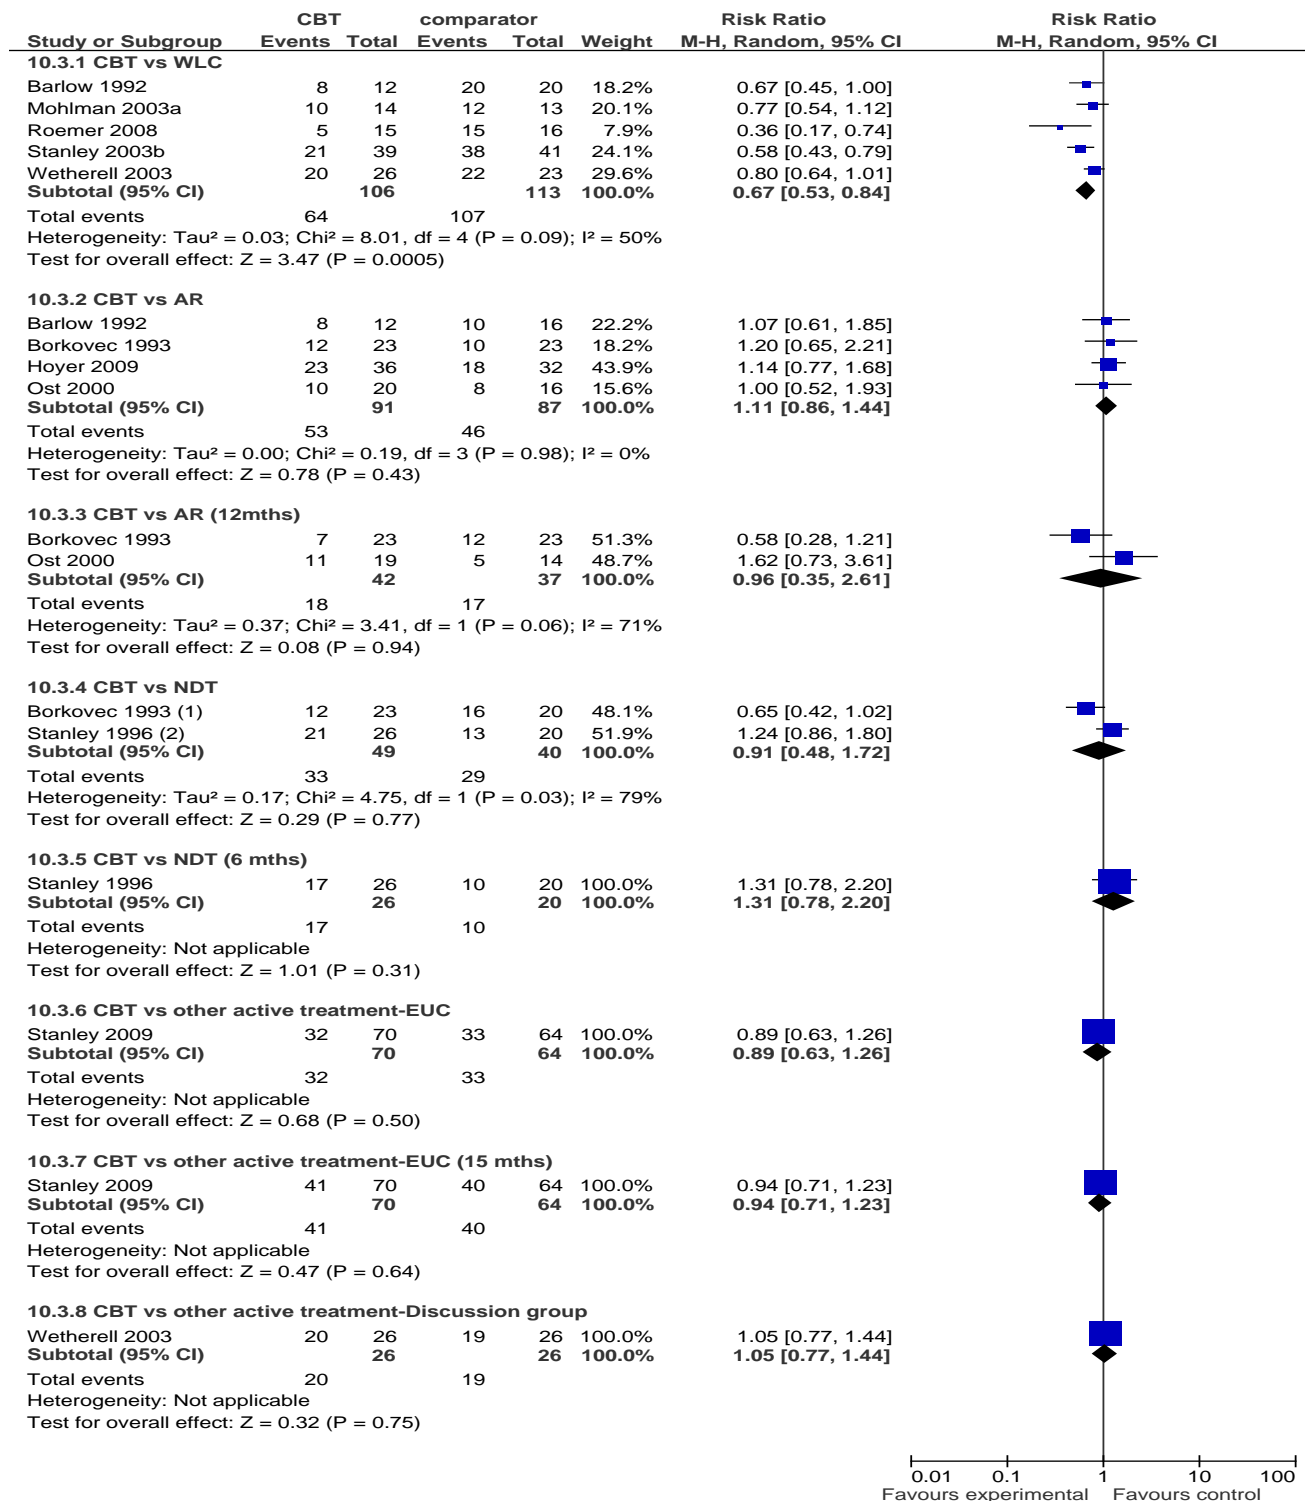 CBT comparator Risk Ratio Risk Ratio
Study or Subgroup Events Total Events Total Weight M-H, Random, 95% CI M-H, Random, 95% CI
10.3.1 CBT vs WLC
Barlow 1992 8 12 20 20 18.2% 0.67 [0.45, 1.00]
Mohlman 2003a 10 14 12 13 20.1% 0.77 [0.54, 1.12]
Roemer 2008 5 15 15 16 7.9% 0.36 [0.17, 0.74]
Stanley 2003b 21 39 38 41 24.1% 0.58 [0.43, 0.79]
Wetherell 2003 20 26 22 23 29.6% 0.80 [0.64, 1.01]
Subtotal (95% CI) 106 113 100.0% 0.67 [0.53, 0.84]
Total events 64 107
Heterogeneity: Tau² = 0.03; Chi² = 8.01, df = 4 (P = 0.09); I² = 50%
Test for overall effect: Z = 3.47 (P = 0.0005)
10.3.2 CBT vs AR
Barlow 1992 8 12 10 16 22.2% 1.07 [0.61, 1.85]
Borkovec 1993 12 23 10 23 18.2% 1.20 [0.65, 2.21]
Hoyer 2009 23 36 18 32 43.9% 1.14 [0.77, 1.68]
Ost 2000 10 20 8 16 15.6% 1.00 [0.52, 1.93]
Subtotal (95% CI) 91 87 100.0% 1.11 [0.86, 1.44]
Total events 53 46
Heterogeneity: Tau² = 0.00; Chi² = 0.19, df = 3 (P = 0.98); I² = 0%
Test for overall effect: Z = 0.78 (P = 0.43)
10.3.3 CBT vs AR (12mths)
Borkovec 1993 7 23 12 23 51.3% 0.58 [0.28, 1.21]
Ost 2000 11 19 5 14 48.7% 1.62 [0.73, 3.61]
Subtotal (95% CI) 42 37 100.0% 0.96 [0.35, 2.61]
Total events 18 17
Heterogeneity: Tau² = 0.37; Chi² = 3.41, df = 1 (P = 0.06); I² = 71%
Test for overall effect: Z = 0.08 (P = 0.94)
10.3.4 CBT vs NDT
Borkovec 1993 (1) 12 23 16 20 48.1% 0.65 [0.42, 1.02]
Stanley 1996 (2) 21 26 13 20 51.9% 1.24 [0.86, 1.80]
Subtotal (95% CI) 49 40 100.0% 0.91 [0.48, 1.72]
Total events 33 29
Heterogeneity: Tau² = 0.17; Chi² = 4.75, df = 1 (P = 0.03); I² = 79%
Test for overall effect: Z = 0.29 (P = 0.77)
10.3.5 CBT vs NDT (6 mths)
Stanley 1996 17 26 10 20 100.0% 1.31 [0.78, 2.20]
Subtotal (95% CI) 26 20 100.0% 1.31 [0.78, 2.20]
Total events 17 10
Heterogeneity: Not applicable
Test for overall effect: Z = 1.01 (P = 0.31)
10.3.6 CBT vs other active treatment-EUC
Stanley 2009 32 70 33 64 100.0% 0.89 [0.63, 1.26]
Subtotal (95% CI) 70 64 100.0% 0.89 [0.63, 1.26]
Total events 32 33
Heterogeneity: Not applicable
Test for overall effect: Z = 0.68 (P = 0.50)
10.3.7 CBT vs other active treatment-EUC (15 mths)
Stanley 2009 41 70 40 64 100.0% 0.94 [0.71, 1.23]
Subtotal (95% CI) 70 64 100.0% 0.94 [0.71, 1.23]
Total events 41 40
Heterogeneity: Not applicable
Test for overall effect: Z = 0.47 (P = 0.64)
10.3.8 CBT vs other active treatment-Discussion group
Wetherell 2003 20 26 19 26 100.0% 1.05 [0.77, 1.44]
Subtotal (95% CI) 26 26 100.0% 1.05 [0.77, 1.44]
Total events 20 19
Heterogeneity: Not applicable
Test for overall effect: Z = 0.32 (P = 0.75)
0.01 0.1 1 10 100
Favours experimental Favours control